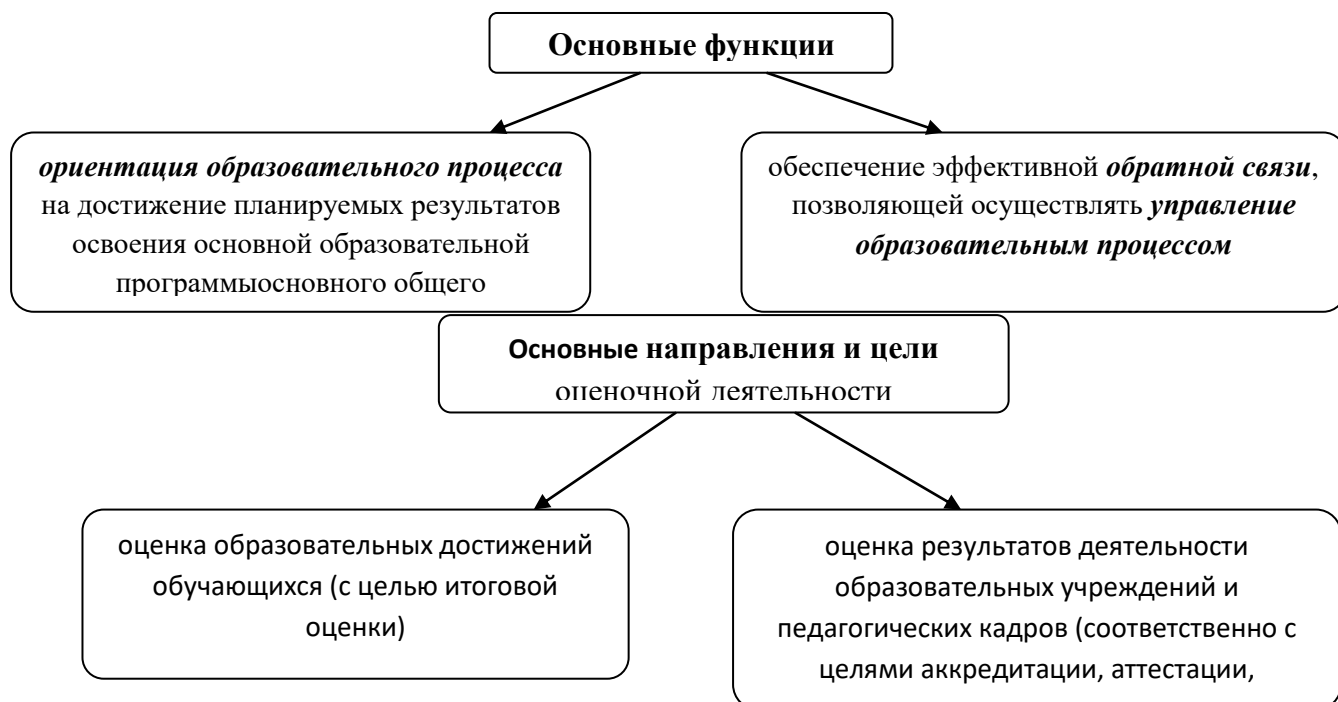 Основные функции
ориентация образовательного процесса
на достижение планируемых результатов
освоения основной образовательной
программыосновного общего
обеспечение эффективной обратной связи,
позволяющей осуществлять управление
образовательным процессом
Основные направления и цели
оценочной деятельности
оценка образовательных достижений
обучающихся (с целью итоговой
оценки)
оценка результатов деятельности
образовательных учреждений и
педагогических кадров (соответственно с
целями аккредитации, аттестации,